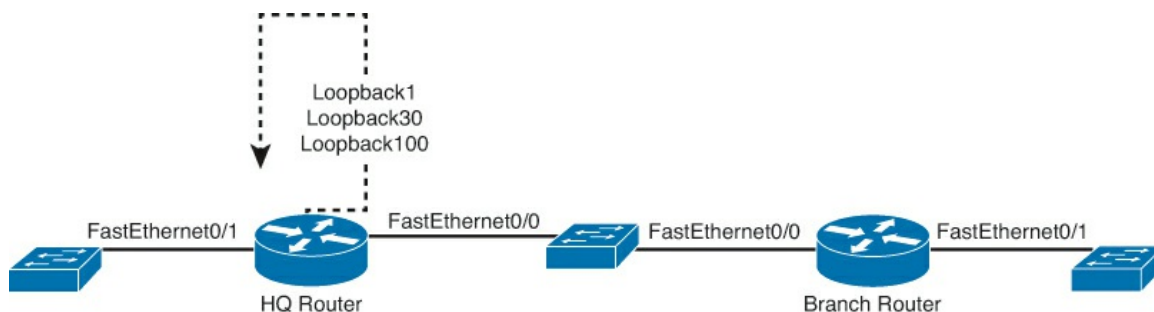 Loopback1
Loopback30
Loopback100
FastEthernet0/1
FastEthernet0/0
FastEthernet0/0
FastEthernet0/1
HQ Router
Branch Router